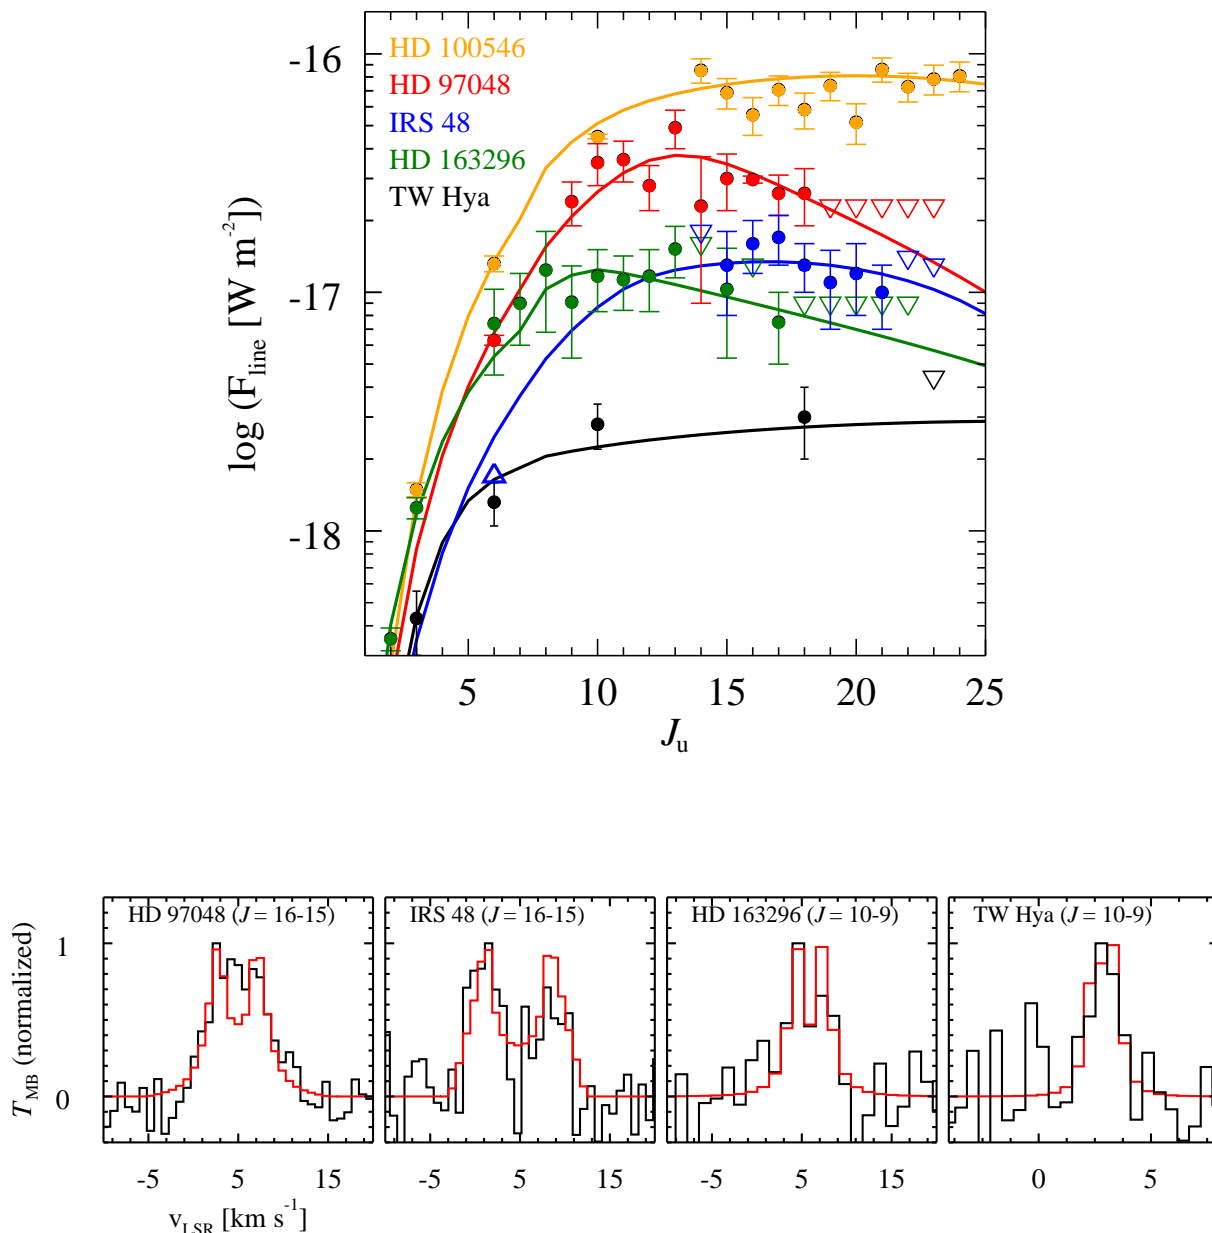 HD 100546
HD 97048
IRS 48
HD 163296
TW Hya
-16
-17
-18
log (F_line [W m^-2])
5 10 15 20 25
J_u
HD 97048 (J = 16-15)
IRS 48 (J = 16-15)
HD 163296 (J = 10-9)
TW Hya (J = 10-9)
T_MB (normalized)
1
0
-5 5 15
-5 5 15
-5 5 15
0 5
v_LSR [km s^-1]